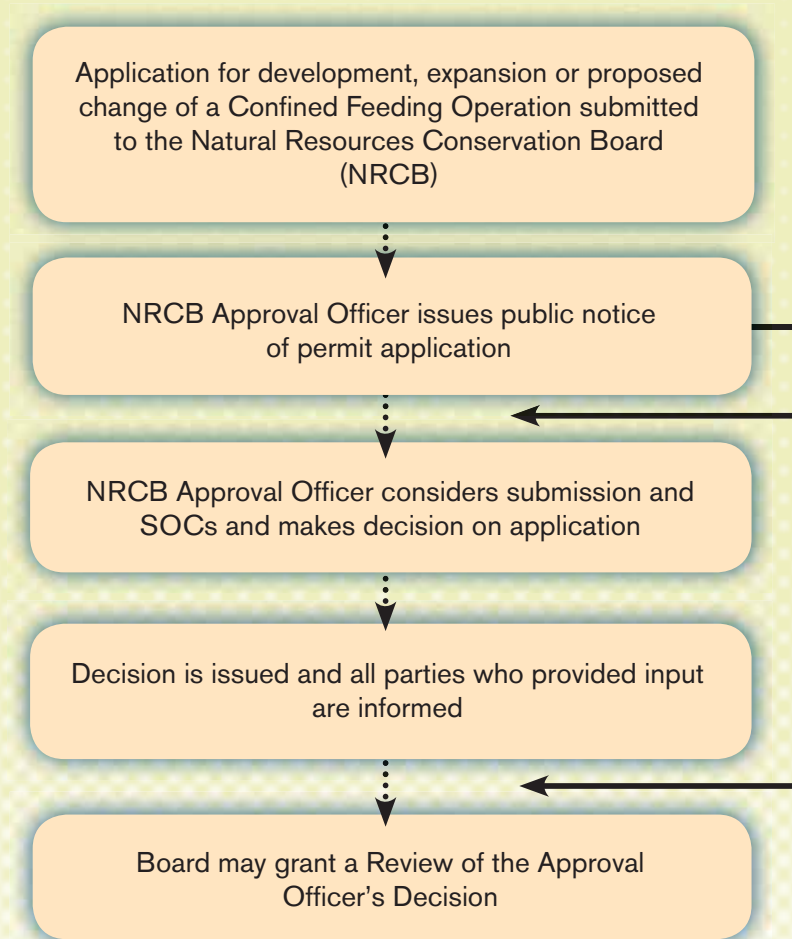 Application for development, expansion or proposed
change of a Confined Feeding Operation submitted
to the Natural Resources Conservation Board
(NRCB)
NRCB Approval Officer issues public notice
of permit application
NRCB Approval Officer considers submission and
SOCs and makes decision on application
Decision is issued and all parties who provided input
are informed
Board may grant a Review of the Approval
Officer's Decision